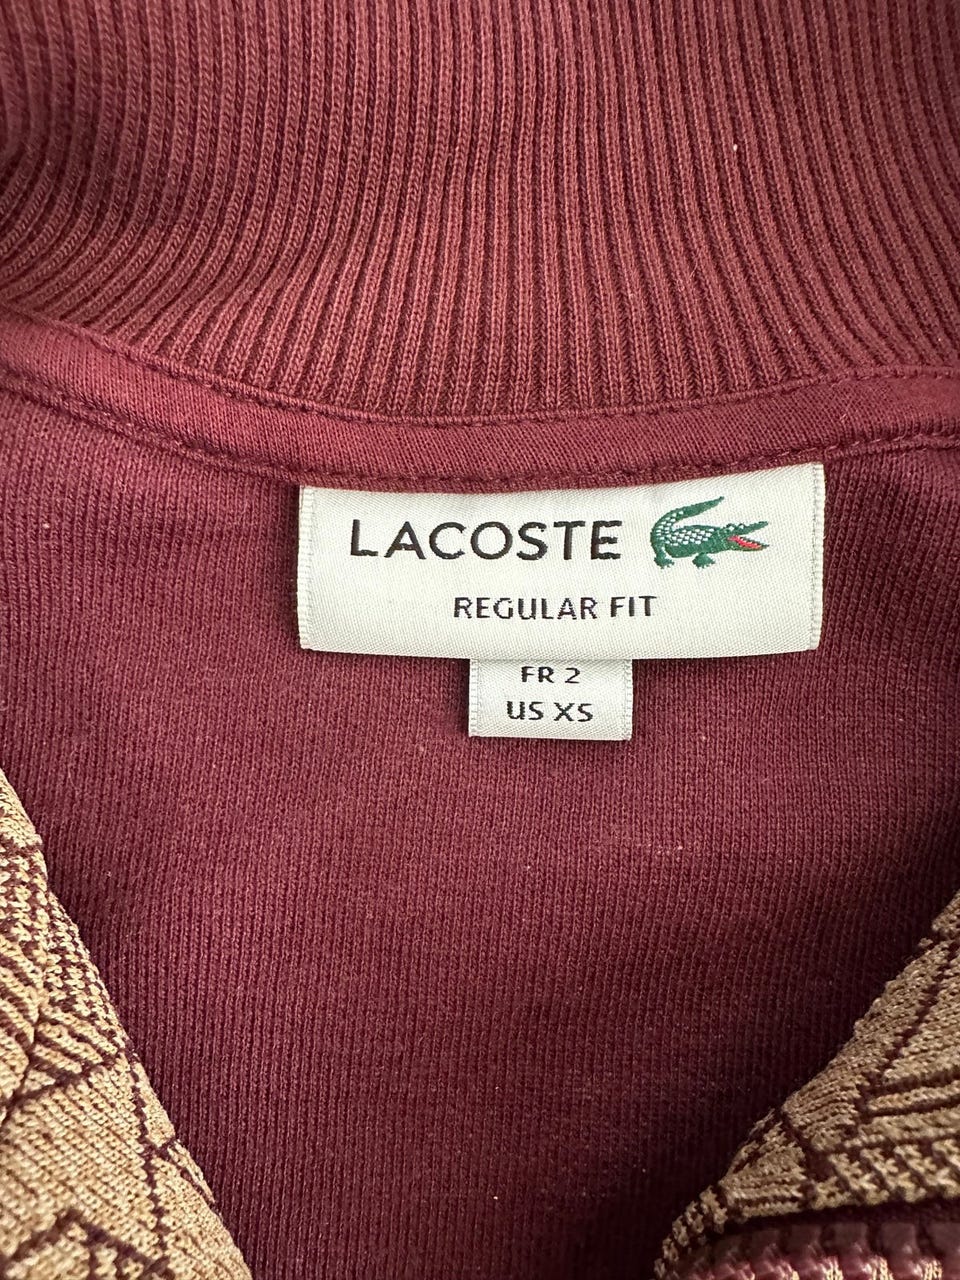 LACOSTE
REGULAR FIT
FR 2
US XS